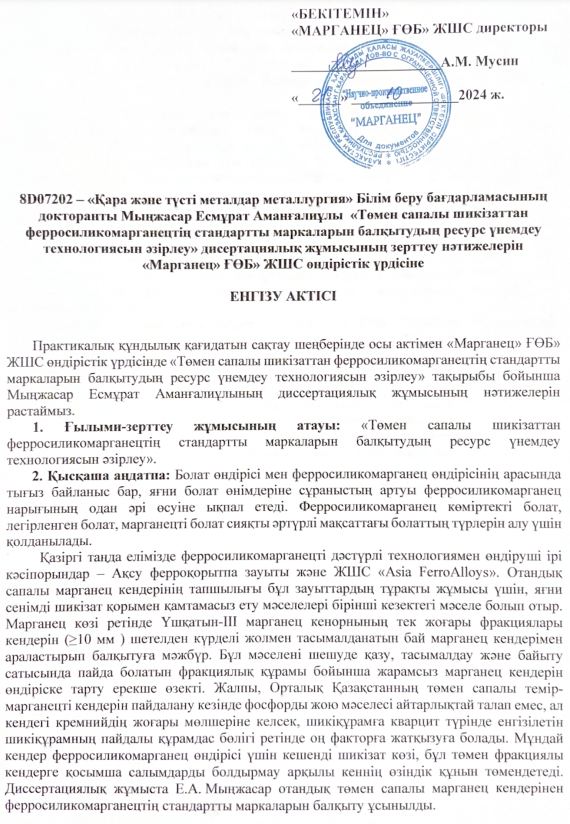 «БЕКІТЕМІН»
«МАРГАНЕЦ» ҒӨБ» ЖШС директоры
А.М. Мусин
« » 10 2024 ж.
"Научно-производственное
объединение
"МАРГАНЕЦ"
Для документов
8D07202 – «Қара және түсті металдар металлургия» Білім беру бағдарламасының
докторанты Мыңжасар Есмұрат Аманғалиұлы «Төмен сапалы шикізаттан
ферросиликомарганецтің стандартты маркаларын балқытудың ресурс үнемдеу
технологиясын әзірлеу» дисертациялық жұмысының зерттеу нәтижелерін
«Марганец» ҒӨБ» ЖШС өндірістік үрдісіне
ЕНГІЗУ АКТІСІ
Практикалық құндылық қағидатын сақтау шеңберінде осы актімен «Марганец» ҒӨБ»
ЖШС өндірістік үрдісінде «Төмен сапалы шикізаттан ферросиликомарганецтің стандартты
маркаларын балқытудың ресурс үнемдеу технологиясын әзірлеу» тақырыбы бойынша
Мыңжасар Есмұрат Аманғалиұлының диссертациялық жұмысының нәтижелерін
растаймыз.
1. Ғылыми-зерттеу жұмысының атауы: «Төмен сапалы шикізаттан
ферросиликомарганецтің стандартты маркаларын балқытудың ресурс үнемдеу
технологиясын әзірлеу».
2. Қысқаша аңдатпа: Болат өндірісі мен ферросиликомарганец өндірісінің арасында
тығыз байланыс бар, яғни болат өнімдеріне сұраныстың артуы ферросиликомарганец
нарығының одан әрі өсуіне ықпал етеді. Ферросиликомарганец көміртекті болат,
легірленген болат, марганецті болат сияқты әртүрлі мақсаттағы болаттың түрлерін алу үшін
қолданылады.
Қазіргі таңда елімізде ферросиликомарганецті дәстүрлі технологиямен өндіруші ірі
кәсіпорындар – Ақсу ферроқорытпа зауыты және ЖШС «Asia FerroAlloys». Отандық
сапалы марганец кендерінің тапшылығы бұл зауыттардың тұрақты жұмысы үшін, яғни
сенімді шикізат қорымен қамтамасыз ету мәселелері бірінші кезектегі мәселе болып отыр.
Марганец көзі ретінде Үшқатын-III марганец кенорнының тек жоғары фракциялары
кендерін (≥10 мм ) шетелден күрделі жолмен тасымалданатын бай марганец кендерімен
араластырып балқытуға мәжбүр. Бұл мәселені шешуде қазу, тасымалдау және байыту
сатысында пайда болатын фракциялық құрамы бойынша жарамсыз марганец кендерін
өндіріске тарту ерекше өзекті. Жалпы, Орталық Қазақстанның төмен сапалы темір-
марганецті кендерін пайдалану кезінде фосфорды жою мәселесі айтарлықтай талап емес, ал
кендегі кремнийдің жоғары мөлшеріне келсек, шикіқұрамға кварцит түрінде енгізілетін
шикіқұрамның пайдалы құрамдас бөлігі ретінде оң факторға жатқызуға болады. Мұндай
кендер ферросиликомарганец өндірісі үшін кешенді шикізат көзі, бұл төмен фракциялы
кендерге қосымша салымдарды болдырмау арқылы кеннің өзіндік құнын төмендетеді.
Диссертациялық жұмыста Е.А. Мыңжасар отандық төмен сапалы марганец кендерінен
ферросиликомарганецтің стандартты маркаларын балқыту ұсынылды.